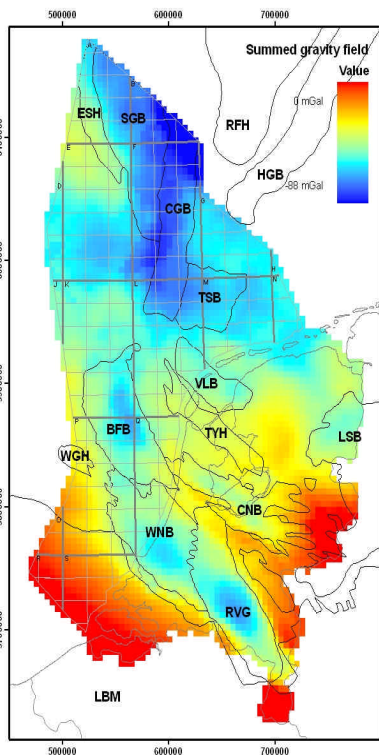 500000 600000 700000
Summed gravity field
Value
0 mGal
-88 mGal
A
B
ESH
SGB
RFH
E
F
HGB
D
CGB
G
H
J
K
L
M
N
TSB
VLB
P
Q
BFB
TYH
LSB
WGH
CNB
O
WNB
S
RVG
LBM
500000 600000 700000